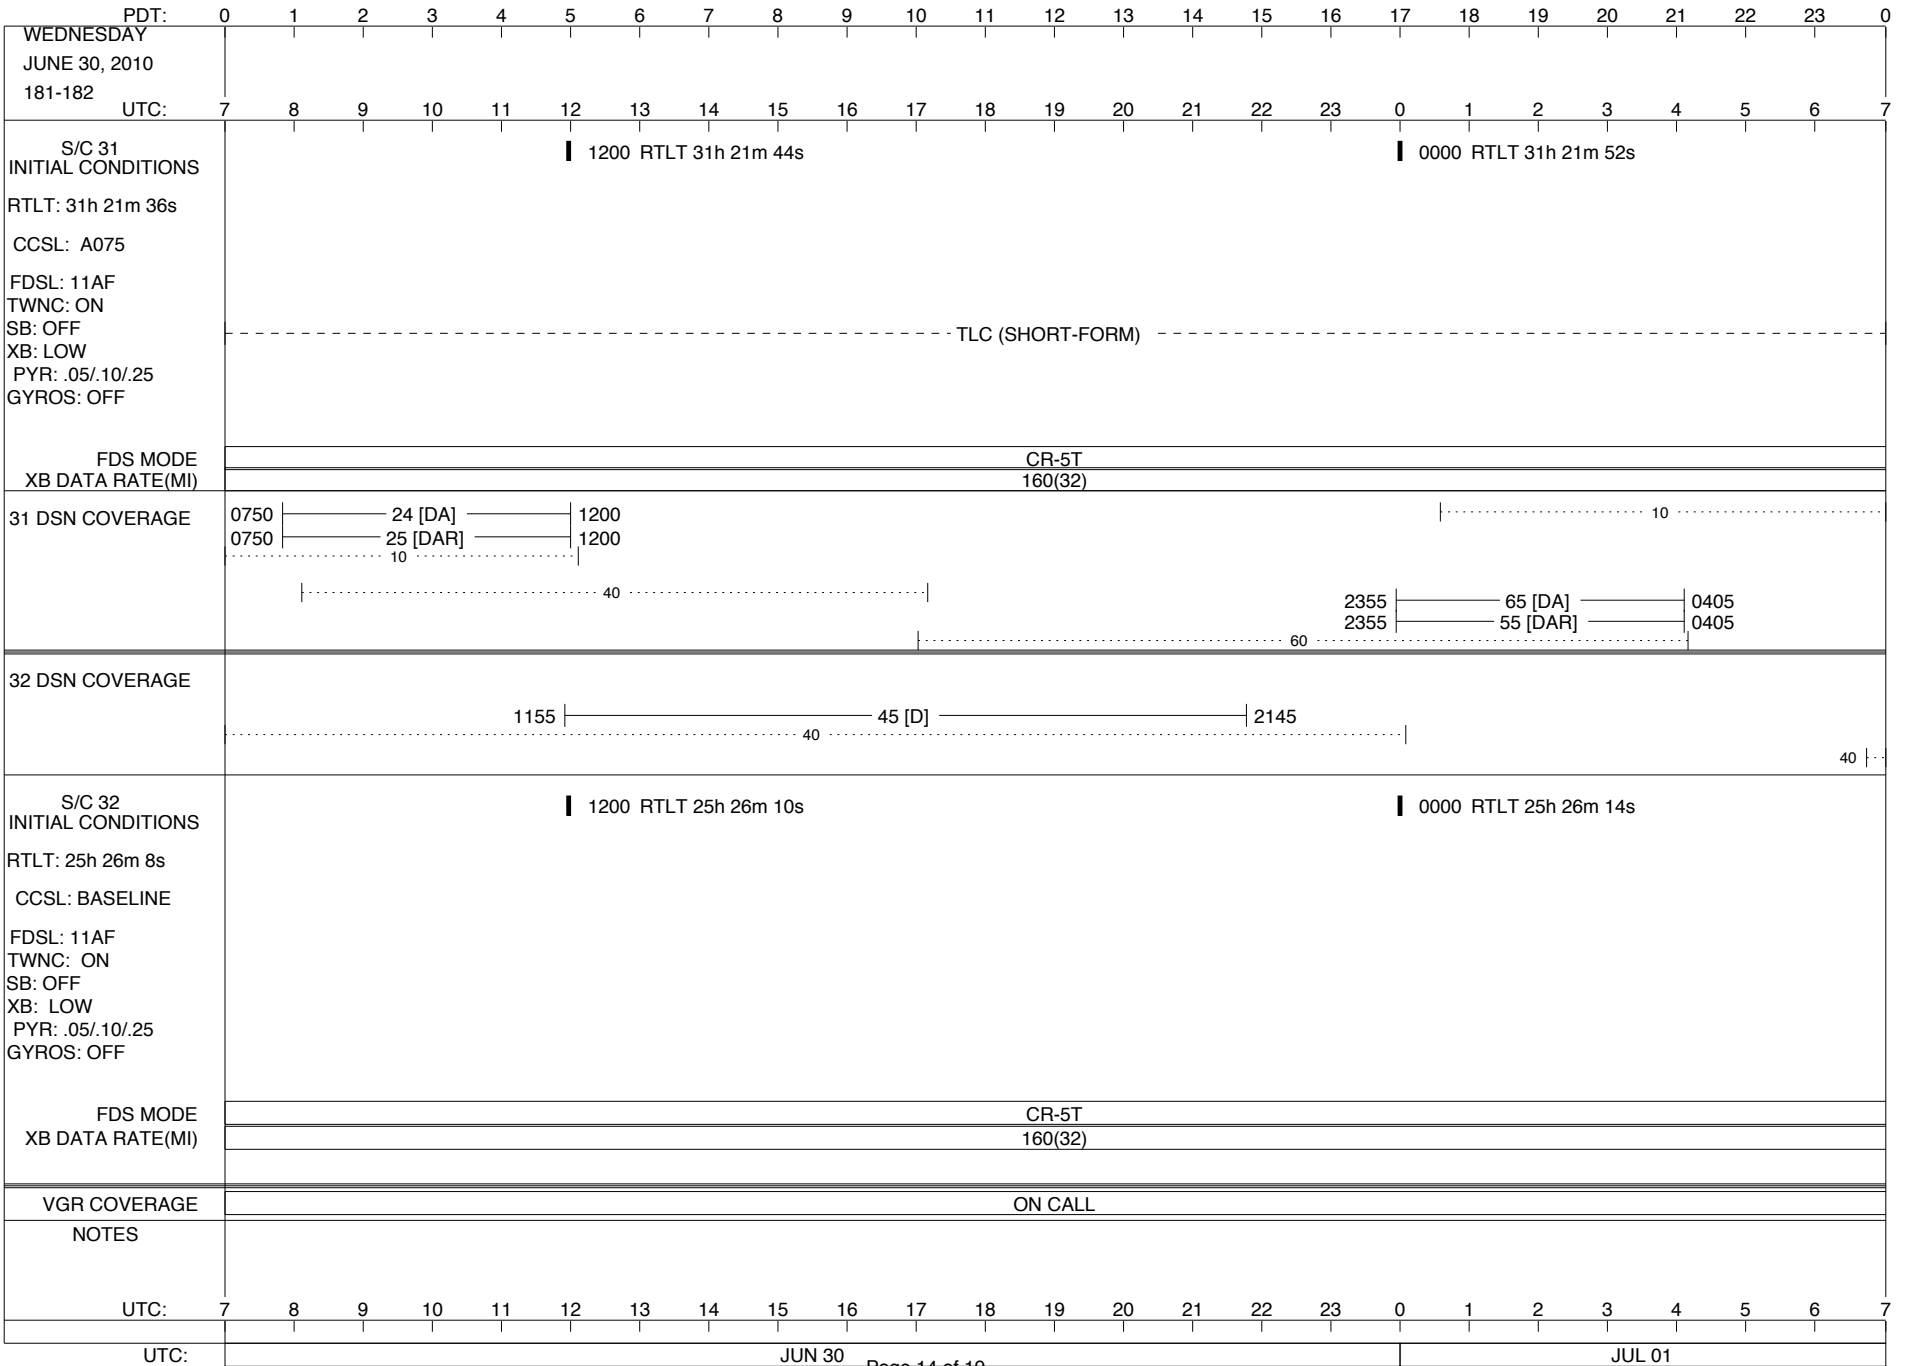 PDT: 0 1 2 3 4 5 6 7 8 9 10 11 12 13 14 15 16 17 18 19 20 21 22 23 0
WEDNESDAY
JUNE 30, 2010
181-182
UTC: 7 8 9 10 11 12 13 14 15 16 17 18 19 20 21 22 23 0 1 2 3 4 5 6 7
S/C 31
INITIAL CONDITIONS
1200 RTLT 31h 21m 44s
0000 RTLT 31h 21m 52s
RTLT: 31h 21m 36s
CCSL: A075
FDSL: 11AF
TWNC: ON
SB: OFF
XB: LOW
PYR: .05/.10/.25
GYROS: OFF
TLC (SHORT-FORM)
FDS MODE CR-5T
XB DATA RATE(MI) 160(32)
31 DSN COVERAGE
0750 24 [DA] 1200
0750 25 [DAR] 1200
10
10
40
2355 65 [DA] 0405
2355 55 [DAR] 0405
60
32 DSN COVERAGE
1155 45 [D] 2145
40
40
S/C 32
INITIAL CONDITIONS
1200 RTLT 25h 26m 10s
0000 RTLT 25h 26m 14s
RTLT: 25h 26m 8s
CCSL: BASELINE
FDSL: 11AF
TWNC: ON
SB: OFF
XB: LOW
PYR: .05/.10/.25
GYROS: OFF
FDS MODE CR-5T
XB DATA RATE(MI) 160(32)
VGR COVERAGE ON CALL
NOTES
UTC: 7 8 9 10 11 12 13 14 15 16 17 18 19 20 21 22 23 0 1 2 3 4 5 6 7
UTC: JUN 30 JUL 01
Page 14 of 19